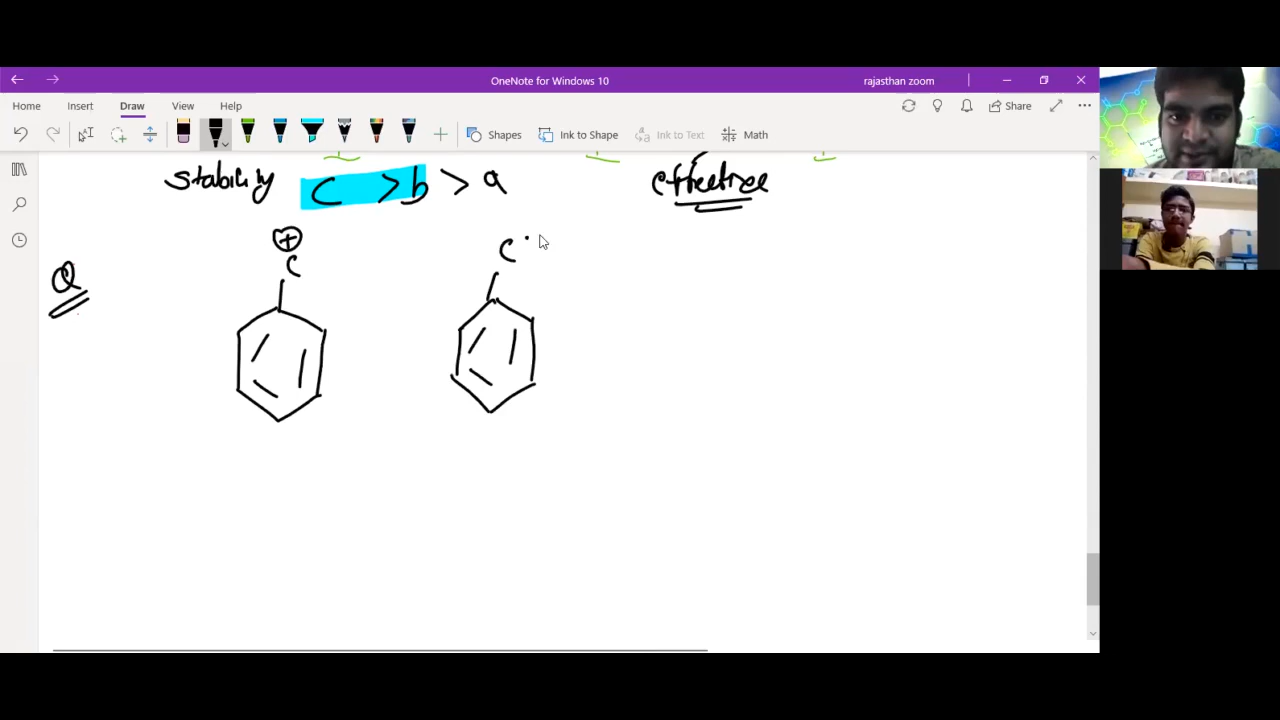 OneNote for Windows 10
rajasthan zoom
Home
Insert
Draw
View
Help
Share
Shapes
Ink to Shape
Ink to Text
Math
Stability C > b > a
Q
⊕
C
C ·